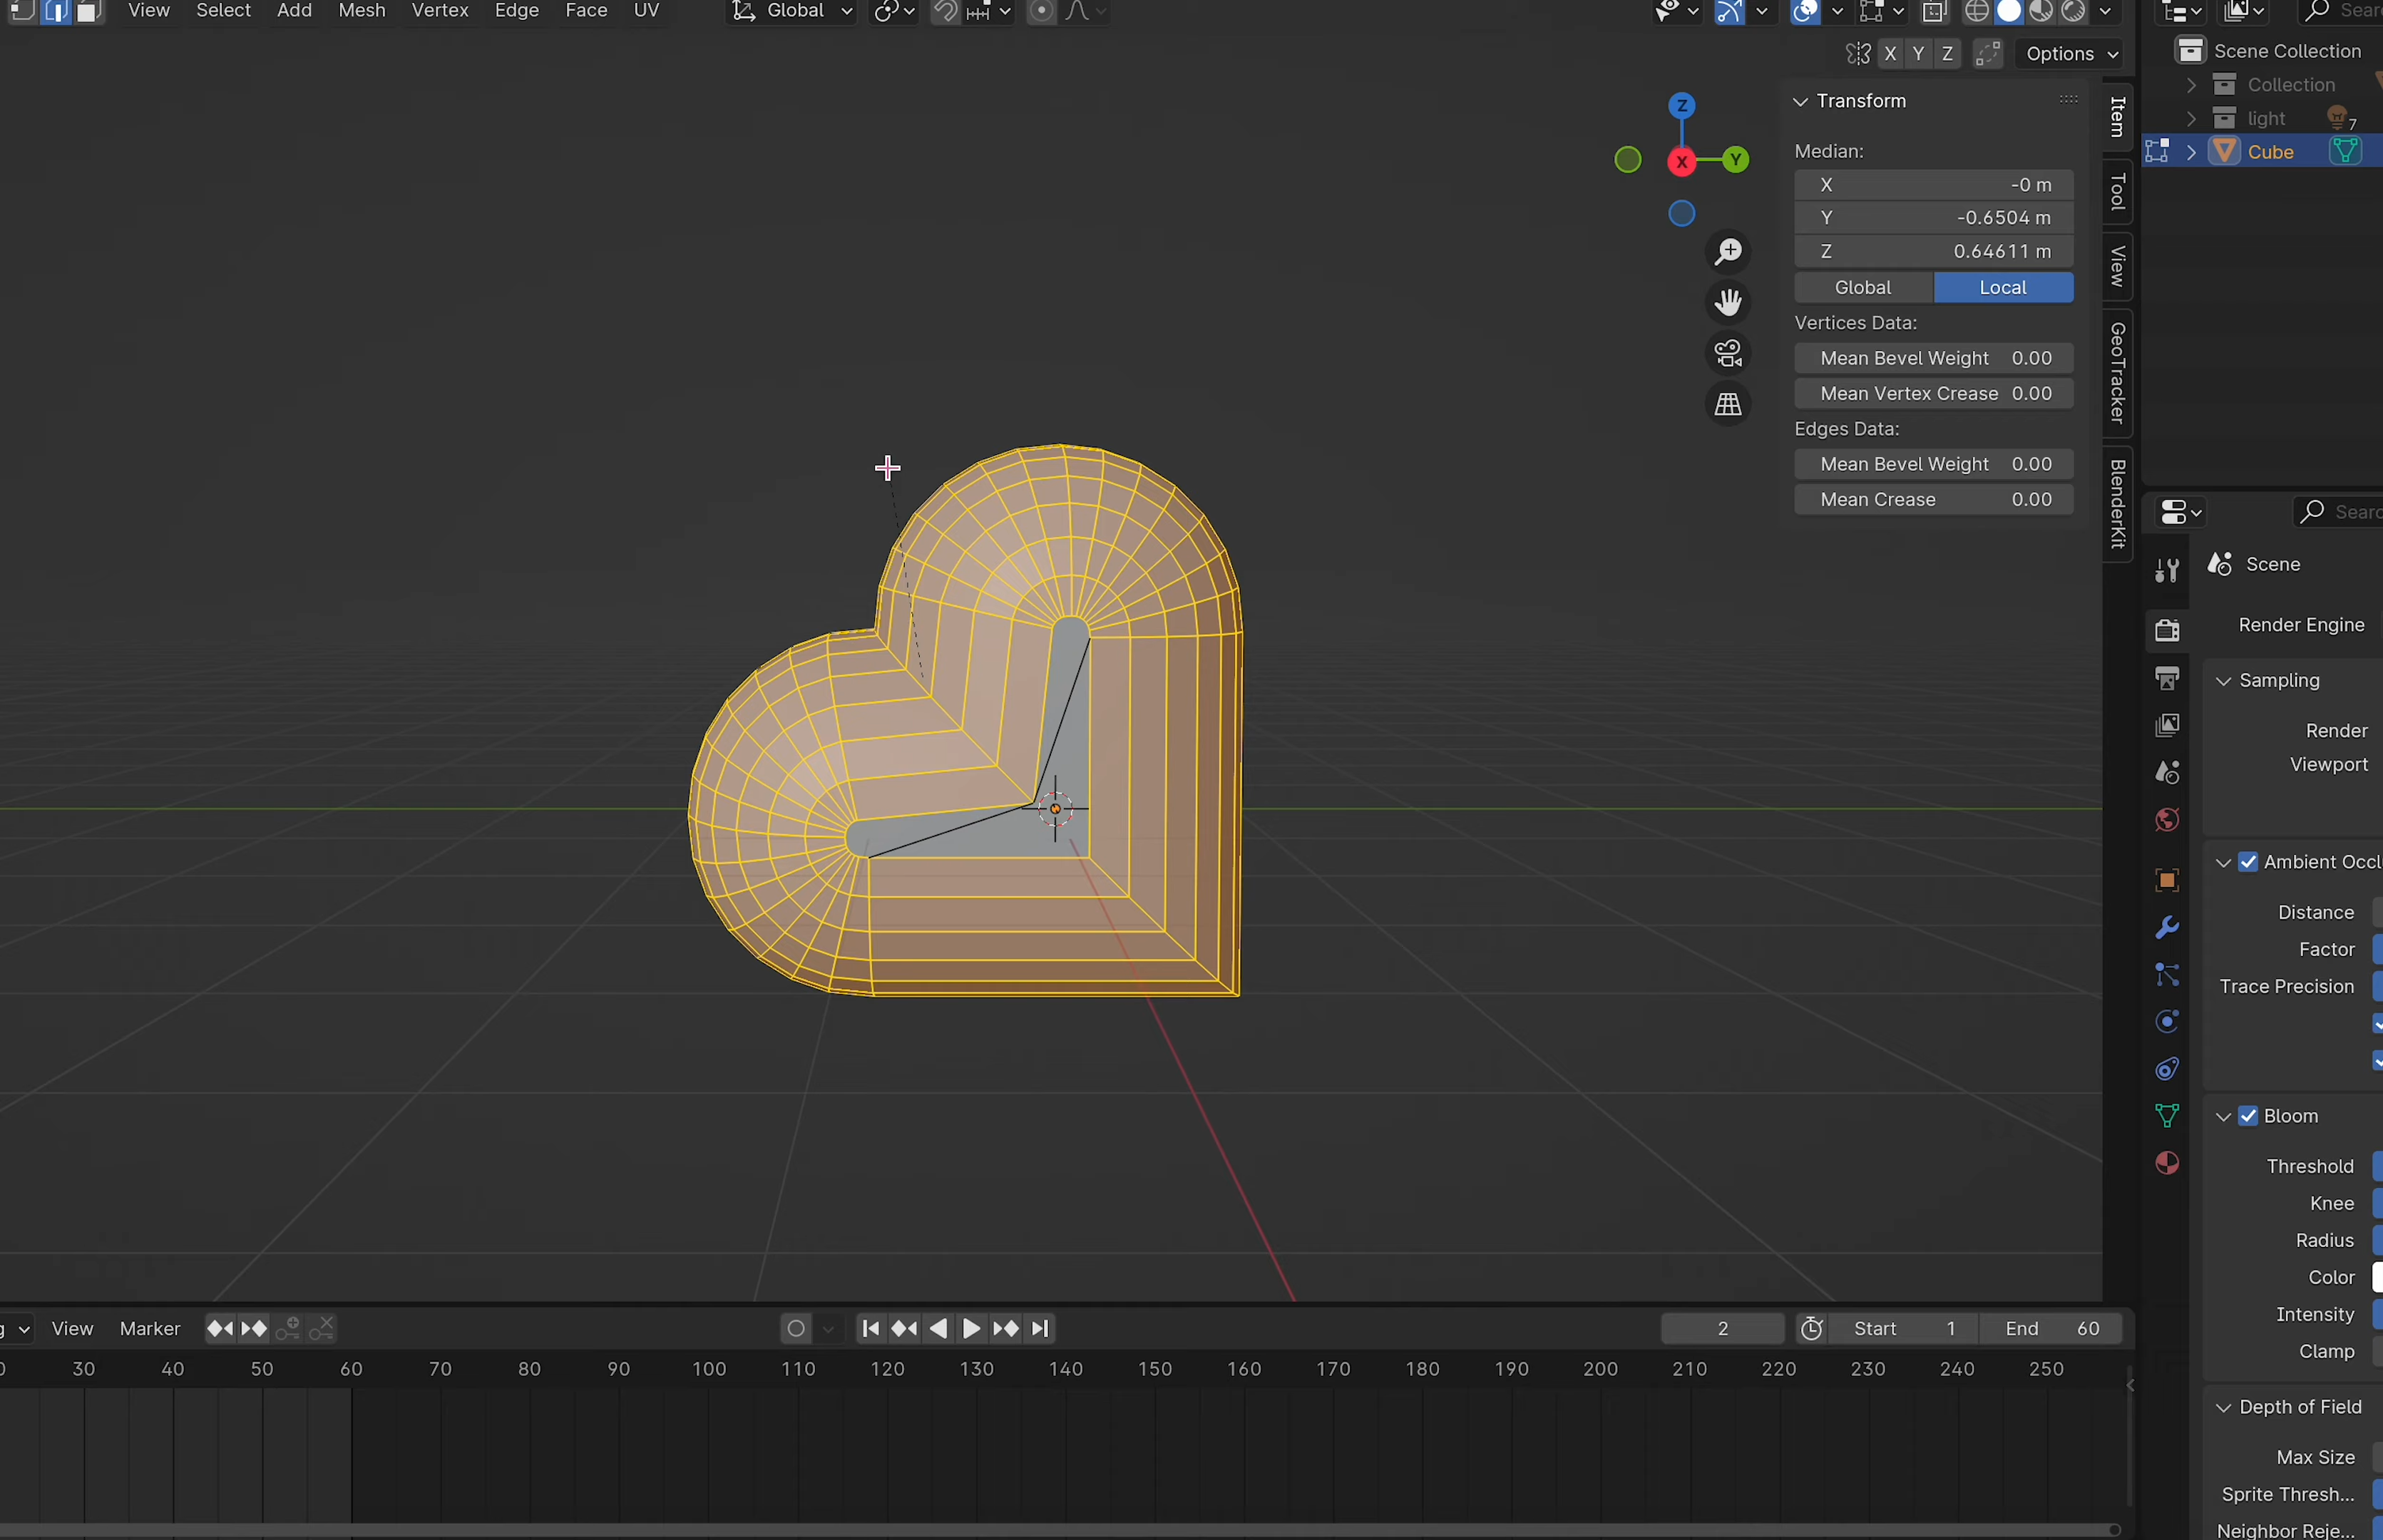 View Select Add Mesh Vertex Edge Face UV Global
X Y Z Options
Z
X
Y
Transform
Median:
X -0 m
Y -0.6504 m
Z 0.64611 m
Global Local
Vertices Data:
Mean Bevel Weight 0.00
Mean Vertex Crease 0.00
Edges Data:
Mean Bevel Weight 0.00
Mean Crease 0.00
Item
Tool
View
GeoTracker
BlenderKit
Scene Collection
Collection
light 7
Cube
Scene
Render Engine
Sampling
Render
Viewport
Distance
Factor
Trace Precision
Bloom
Threshold
Knee
Radius
Color
Intensity
Clamp
Depth of Field
Max Size
Sprite Thresh...
Neighbor Reje...
View Marker 2 Start 1 End 60
30 40 50 60 70 80 90 100 110 120 130 140 150 160 170 180 190 200 210 220 230 240 250